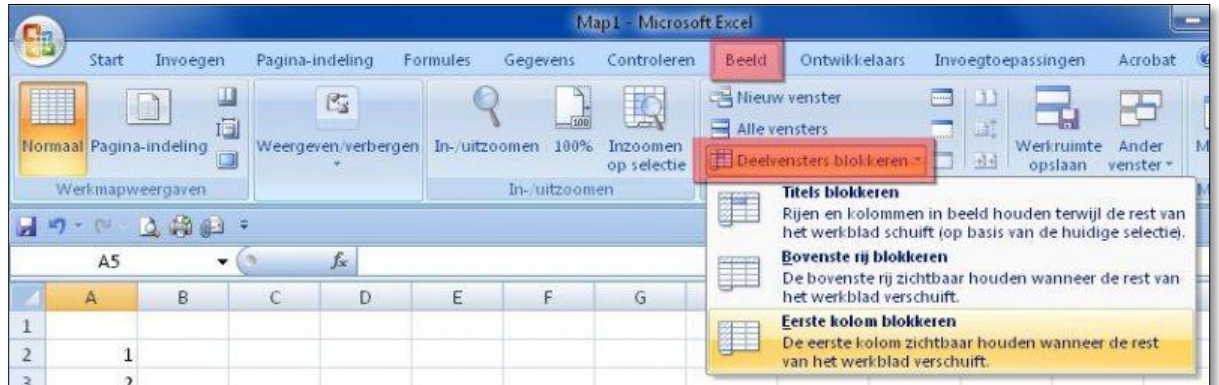 Map1 - Microsoft Excel
Start Invoegen Pagina-indeling Formules Gegevens Controleren Beeld Ontwikkelaars Invoegtoepassingen Acrobat
Nieuw venster
Alle vensters
Normaal Pagina-indeling Weergeven/verbergen In-/uitzoomen 100% Inzoomen op selectie Deelvensters blokkeren Werkruimte opslaan Ander venster
Werkmapweergaven In-/uitzoomen
Titels blokkeren
Rijen en kolommen in beeld houden terwijl de rest van
het werkblad schuift (op basis van de huidige selectie).
Bovenste rij blokkeren
De bovenste rij zichtbaar houden wanneer de rest van
het werkblad verschuift.
Eerste kolom blokkeren
De eerste kolom zichtbaar houden wanneer de rest
van het werkblad verschuift.
A5 fx
A B C D E F G
1
2 1
3 2